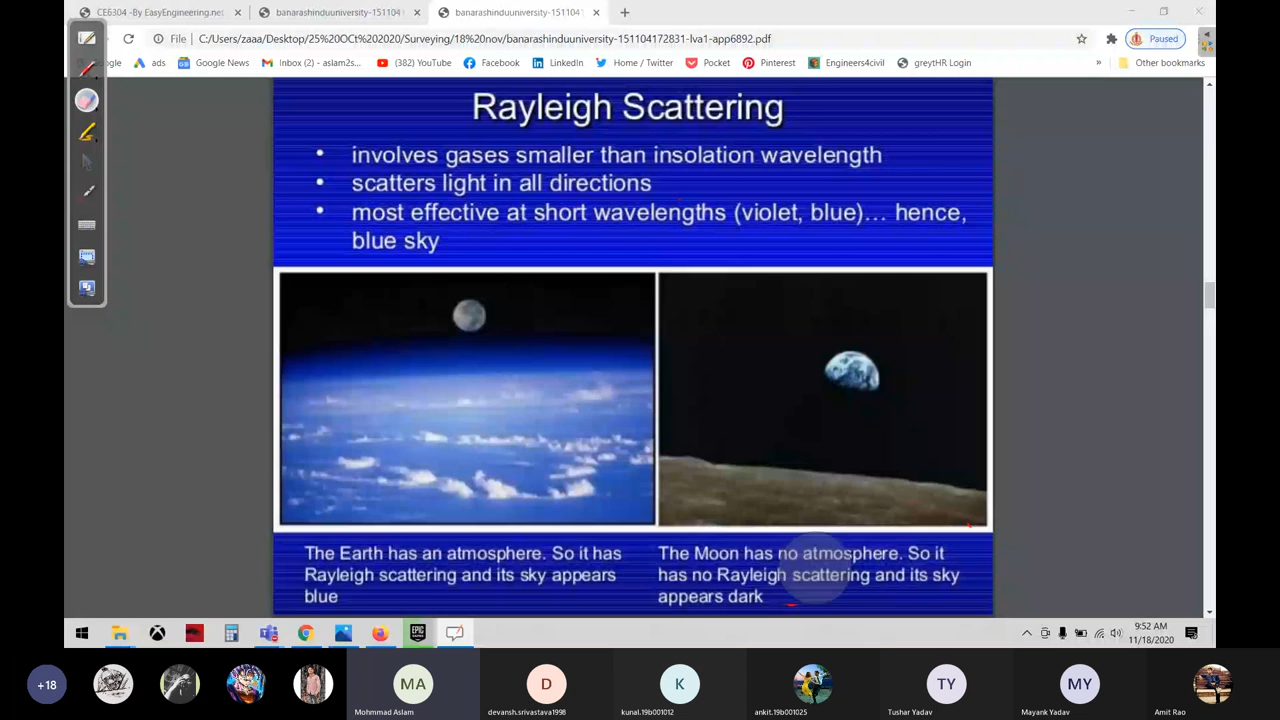 CE6304 -By EasyEngineering.net
banarashinduuniversity-151104
banarashinduuniversity-151104
File
C:/Users/zaaa/Desktop/25%20OCt%202020/Surveying/18%20nov/banarashinduuniversity-151104172831-lva1-app6892.pdf
Paused
ads
Google News
Inbox (2) - aslam2s...
(382) YouTube
Facebook
LinkedIn
Home / Twitter
Pocket
Pinterest
Engineers4civil
greytHR Login
»
Other bookmarks
Rayleigh Scattering
• involves gases smaller than insolation wavelength
• scatters light in all directions
• most effective at short wavelengths (violet, blue)… hence,
blue sky
The Earth has an atmosphere. So it has
Rayleigh scattering and its sky appears
blue
The Moon has no atmosphere. So it
has no Rayleigh scattering and its sky
appears dark
EPIC
9:52 AM
11/18/2020
+18
MA
D
K
TY
MY
Mohmmad Aslam
devansh.srivastava1998
kunal.19b001012
ankit.19b001025
Tushar Yadav
Mayank Yadav
Amit Rao